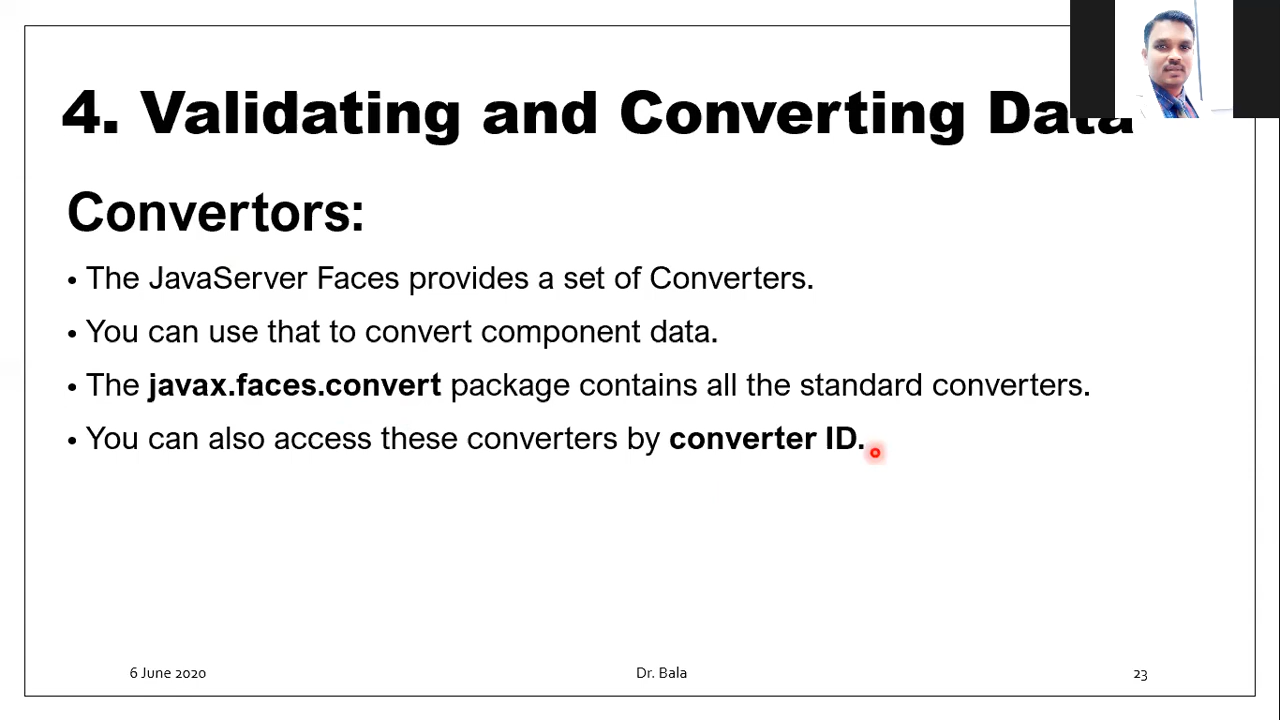 4. Validating and Converting Data
Convertors:
• The JavaServer Faces provides a set of Converters.
• You can use that to convert component data.
• The javax.faces.convert package contains all the standard converters.
• You can also access these converters by converter ID.
6 June 2020 Dr. Bala 23